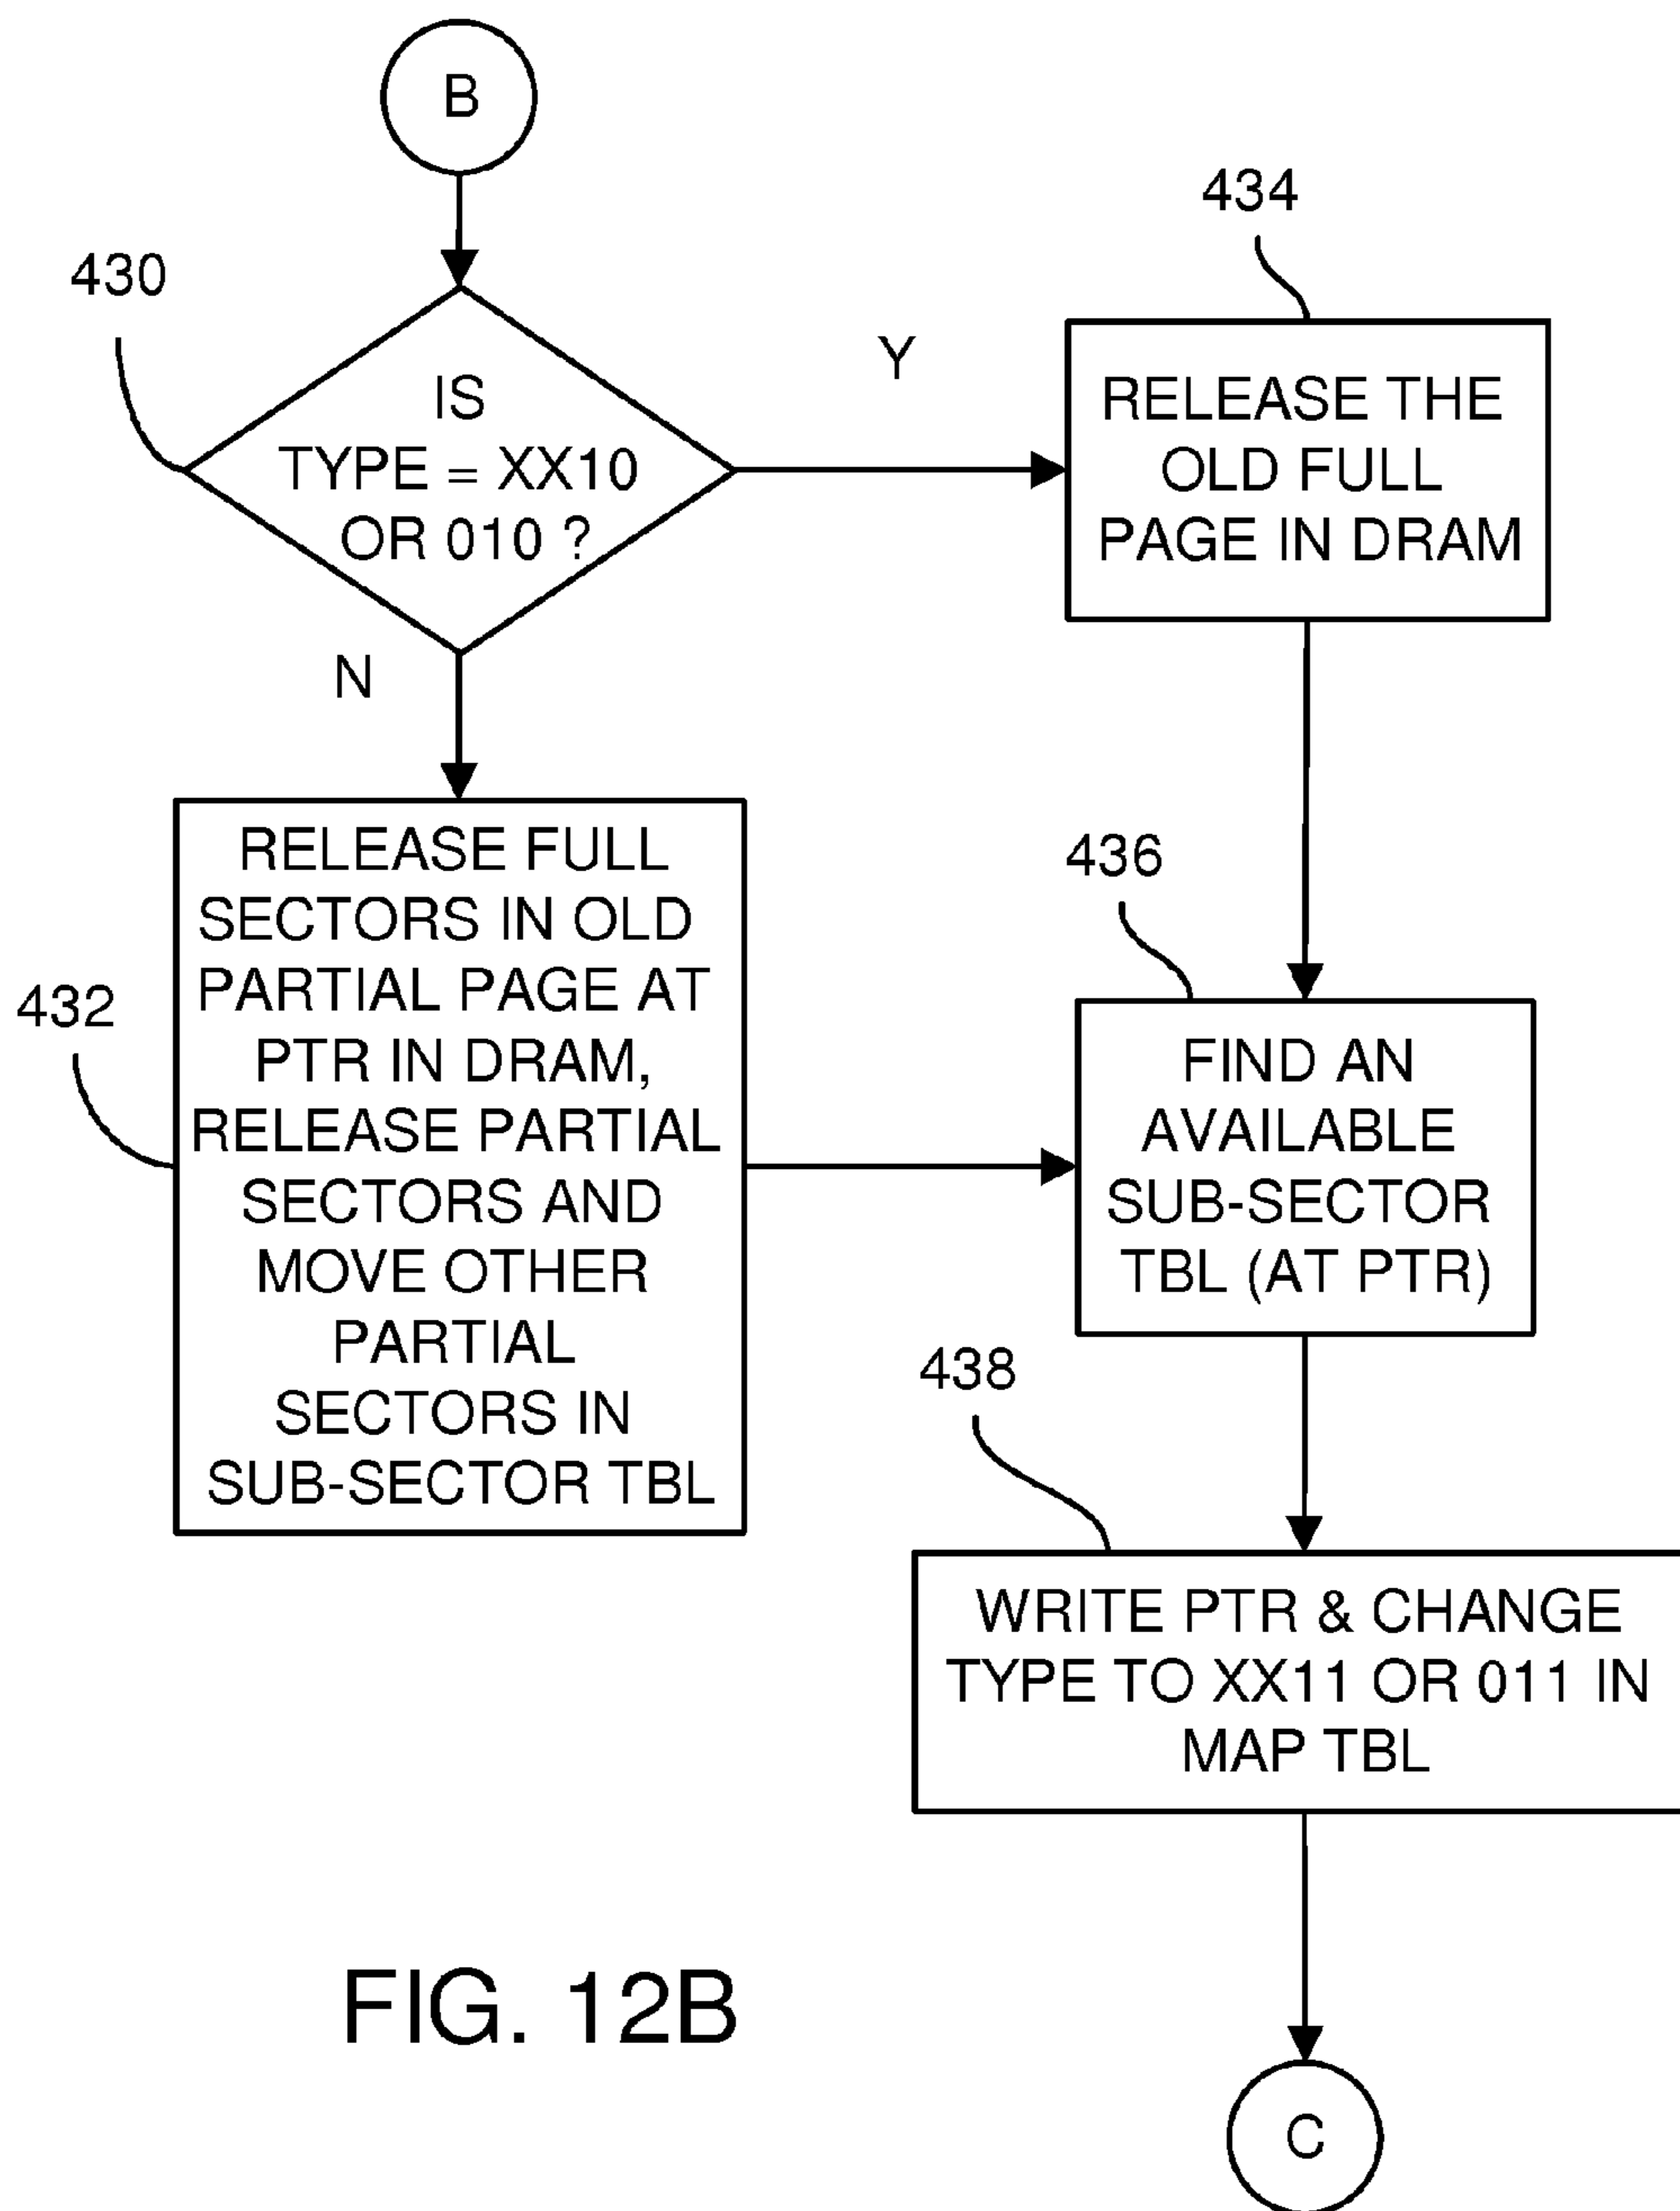 B
430
IS
TYPE = XX10
OR 010 ?
Y
N
434
RELEASE THE
OLD FULL
PAGE IN DRAM
432
RELEASE FULL
SECTORS IN OLD
PARTIAL PAGE AT
PTR IN DRAM,
RELEASE PARTIAL
SECTORS AND
MOVE OTHER
PARTIAL
SECTORS IN
SUB-SECTOR TBL
436
FIND AN
AVAILABLE
SUB-SECTOR
TBL (AT PTR)
438
WRITE PTR & CHANGE
TYPE TO XX11 OR 011 IN
MAP TBL
C
FIG. 12B